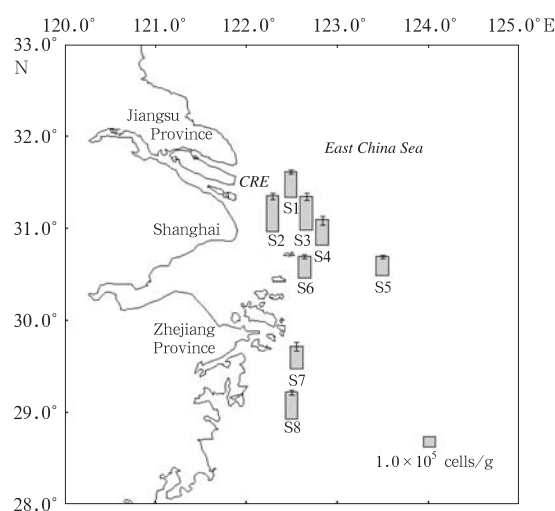 120.0° 121.0° 122.0° 123.0° 124.0° 125.0°E
33.0°
N
Jiangsu
Province
32.0°
East China Sea
CRE
S1
31.0°
Shanghai
S2
S3
S4
S6
S5
30.0°
Zhejiang
Province
S7
29.0°
S8
1.0×10⁵ cells/g
28.0°